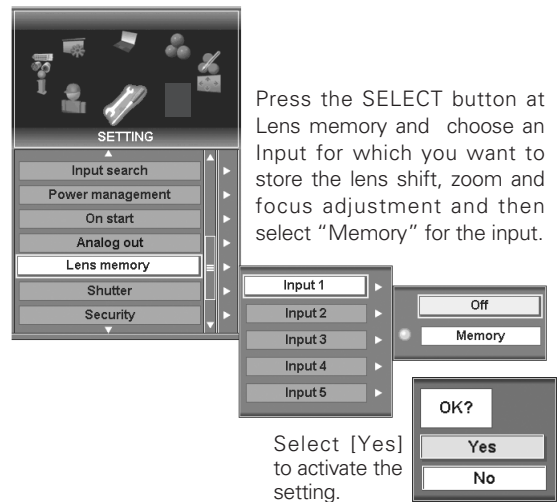 SETTING
Input search
Power management
On start
Analog out
Lens memory
Shutter
Security
Press the SELECT button at
Lens memory and choose an
Input for which you want to
store the lens shift, zoom and
focus adjustment and then
select “Memory” for the input.
Input 1
Input 2
Input 3
Input 4
Input 5
Off
Memory
Select [Yes]
to activate the
setting.
OK?
Yes
No